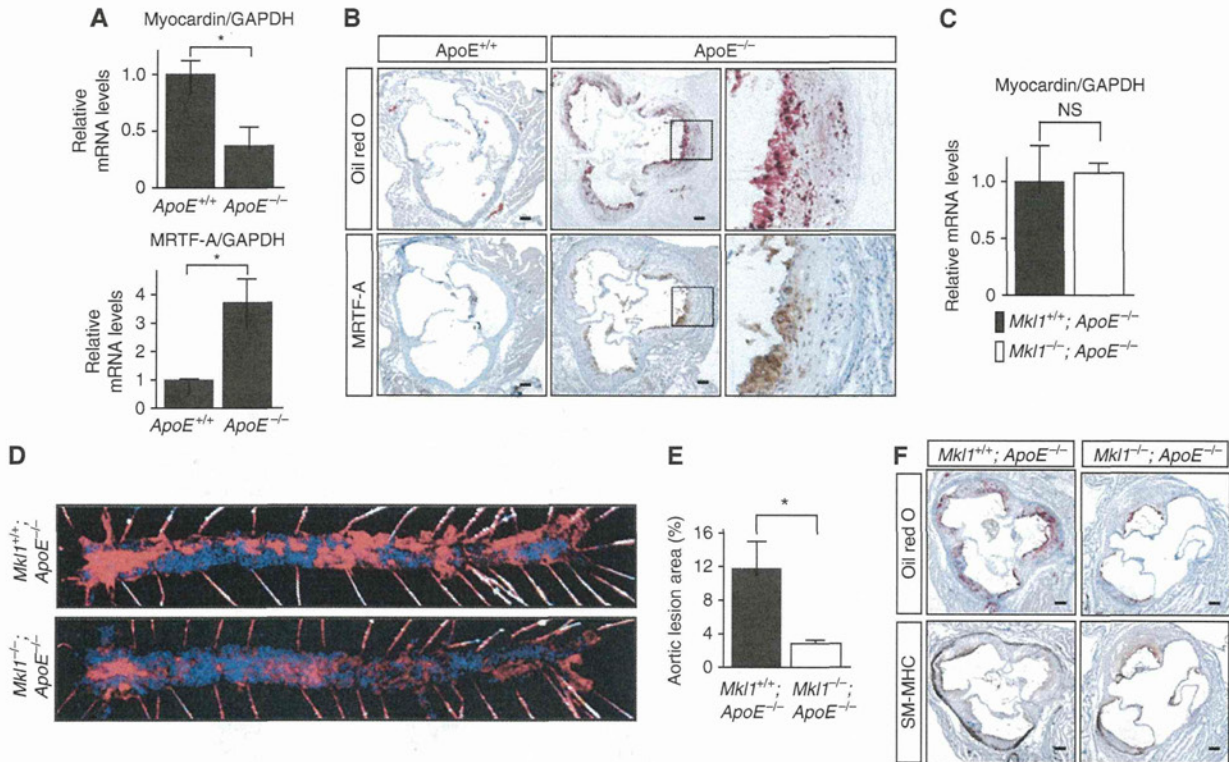 A
Myocardin/GAPDH
*
Relative
mRNA levels
1.0
0.5
0
ApoE+/+
ApoE−/−
MRTF-A/GAPDH
*
Relative
mRNA levels
4
3
2
1
0
ApoE+/+
ApoE−/−
B
ApoE+/+
ApoE−/−
Oil red O
MRTF-A
C
Myocardin/GAPDH
NS
Relative mRNA levels
1.0
0.5
0
Mkl1+/+; ApoE−/−
Mkl1−/−; ApoE−/−
D
Mkl1+/+;
ApoE−/−
Mkl1−/−;
ApoE−/−
E
*
Aortic lesion area (%)
16
12
8
4
0
Mkl1+/+;
ApoE−/−
Mkl1−/−;
ApoE−/−
F
Mkl1+/+; ApoE−/−
Mkl1−/−; ApoE−/−
Oil red O
SM-MHC